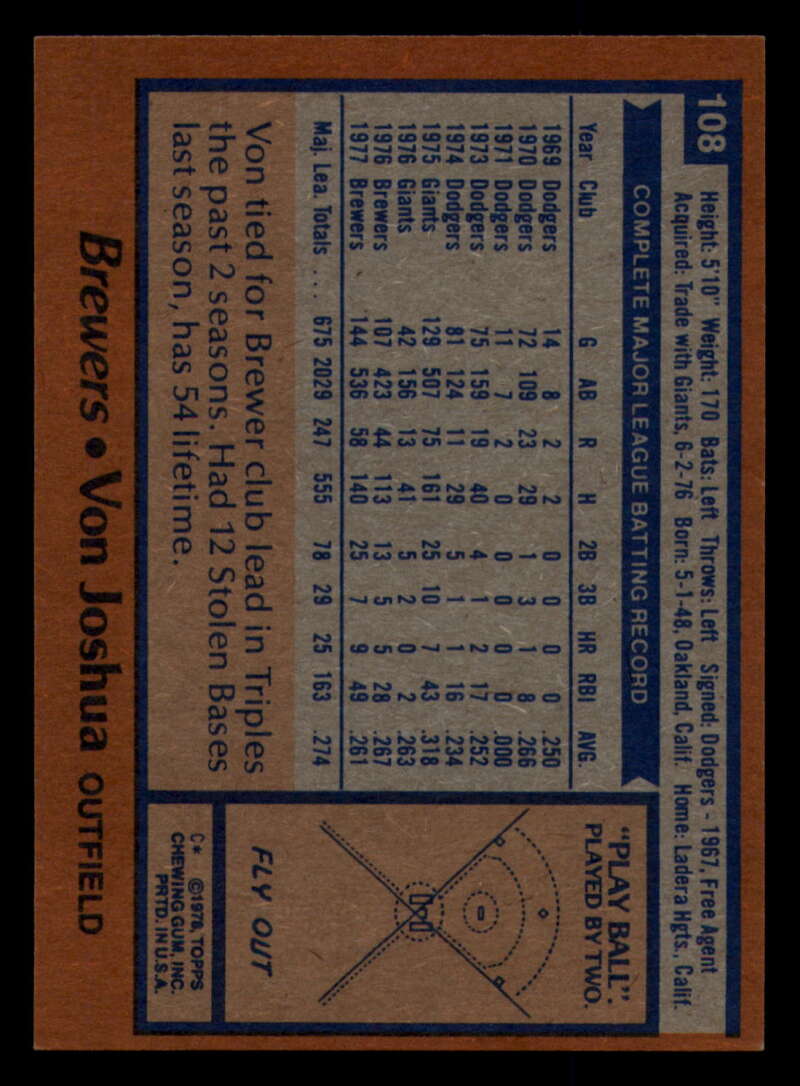 108
Height: 5'10" Weight: 170 Bats: Left Throws: Left Signed: Dodgers - 1967, Free Agent
Acquired: Trade with Giants, 6-2-76 Born: 5-1-48, Oakland, Calif. Home: Ladera Hgts., Calif.
COMPLETE MAJOR LEAGUE BATTING RECORD
Year Club G AB R H 2B 3B HR RBI AVG.
1969 Dodgers 14 8 2 2 0 0 0 0 .250
1970 Dodgers 72 109 23 29 1 3 1 8 .266
1971 Dodgers 11 7 2 0 0 0 0 0 .000
1973 Dodgers 75 159 19 40 4 1 2 17 .252
1974 Dodgers 81 124 11 29 5 1 1 16 .234
1975 Giants 129 507 75 161 25 10 7 43 .318
1976 Giants 42 156 13 41 5 2 0 2 .263
1976 Brewers 107 423 44 113 13 5 5 28 .267
1977 Brewers 144 536 58 140 25 7 9 49 .261
Maj. Lea. Totals ... 675 2029 247 555 78 29 25 163 .274
Von tied for Brewer club lead in Triples
the past 2 seasons. Had 12 Stolen Bases
last season, has 54 lifetime.
"PLAY BALL":
PLAYED BY TWO.
FLY OUT
C* ©1978, TOPPS
CHEWING GUM, INC.
PRTD. IN U.S.A.
Brewers • Von Joshua OUTFIELD